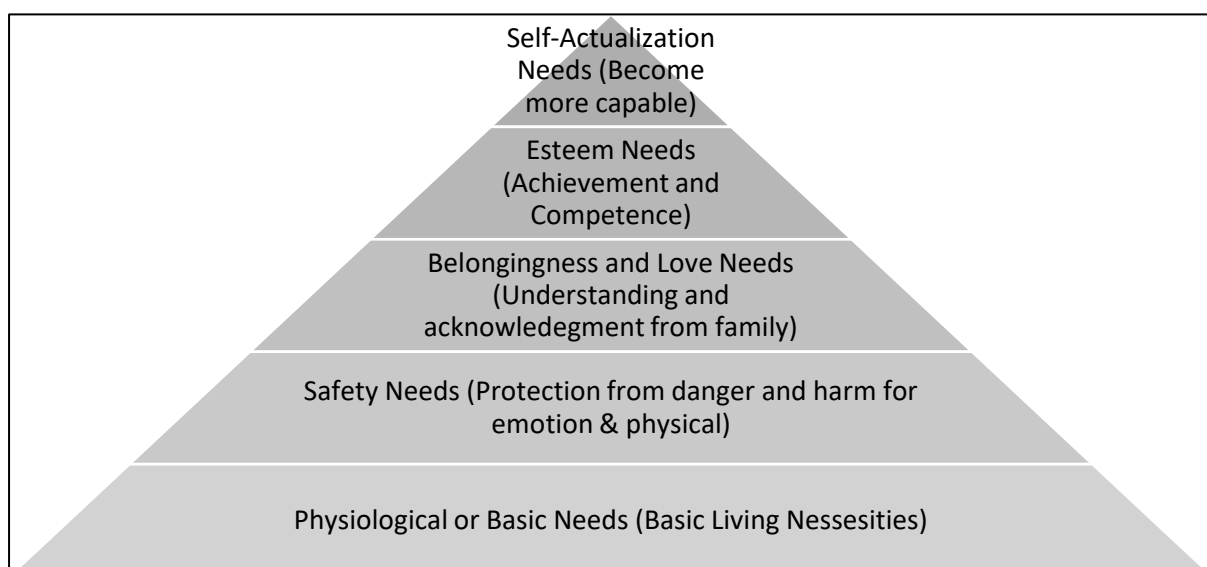 Self-Actualization
Needs (Become
more capable)
Esteem Needs
(Achievement and
Competence)
Belongingness and Love Needs
(Understanding and
acknowledegment from family)
Safety Needs (Protection from danger and harm for
emotion & physical)
Physiological or Basic Needs (Basic Living Nessesities)